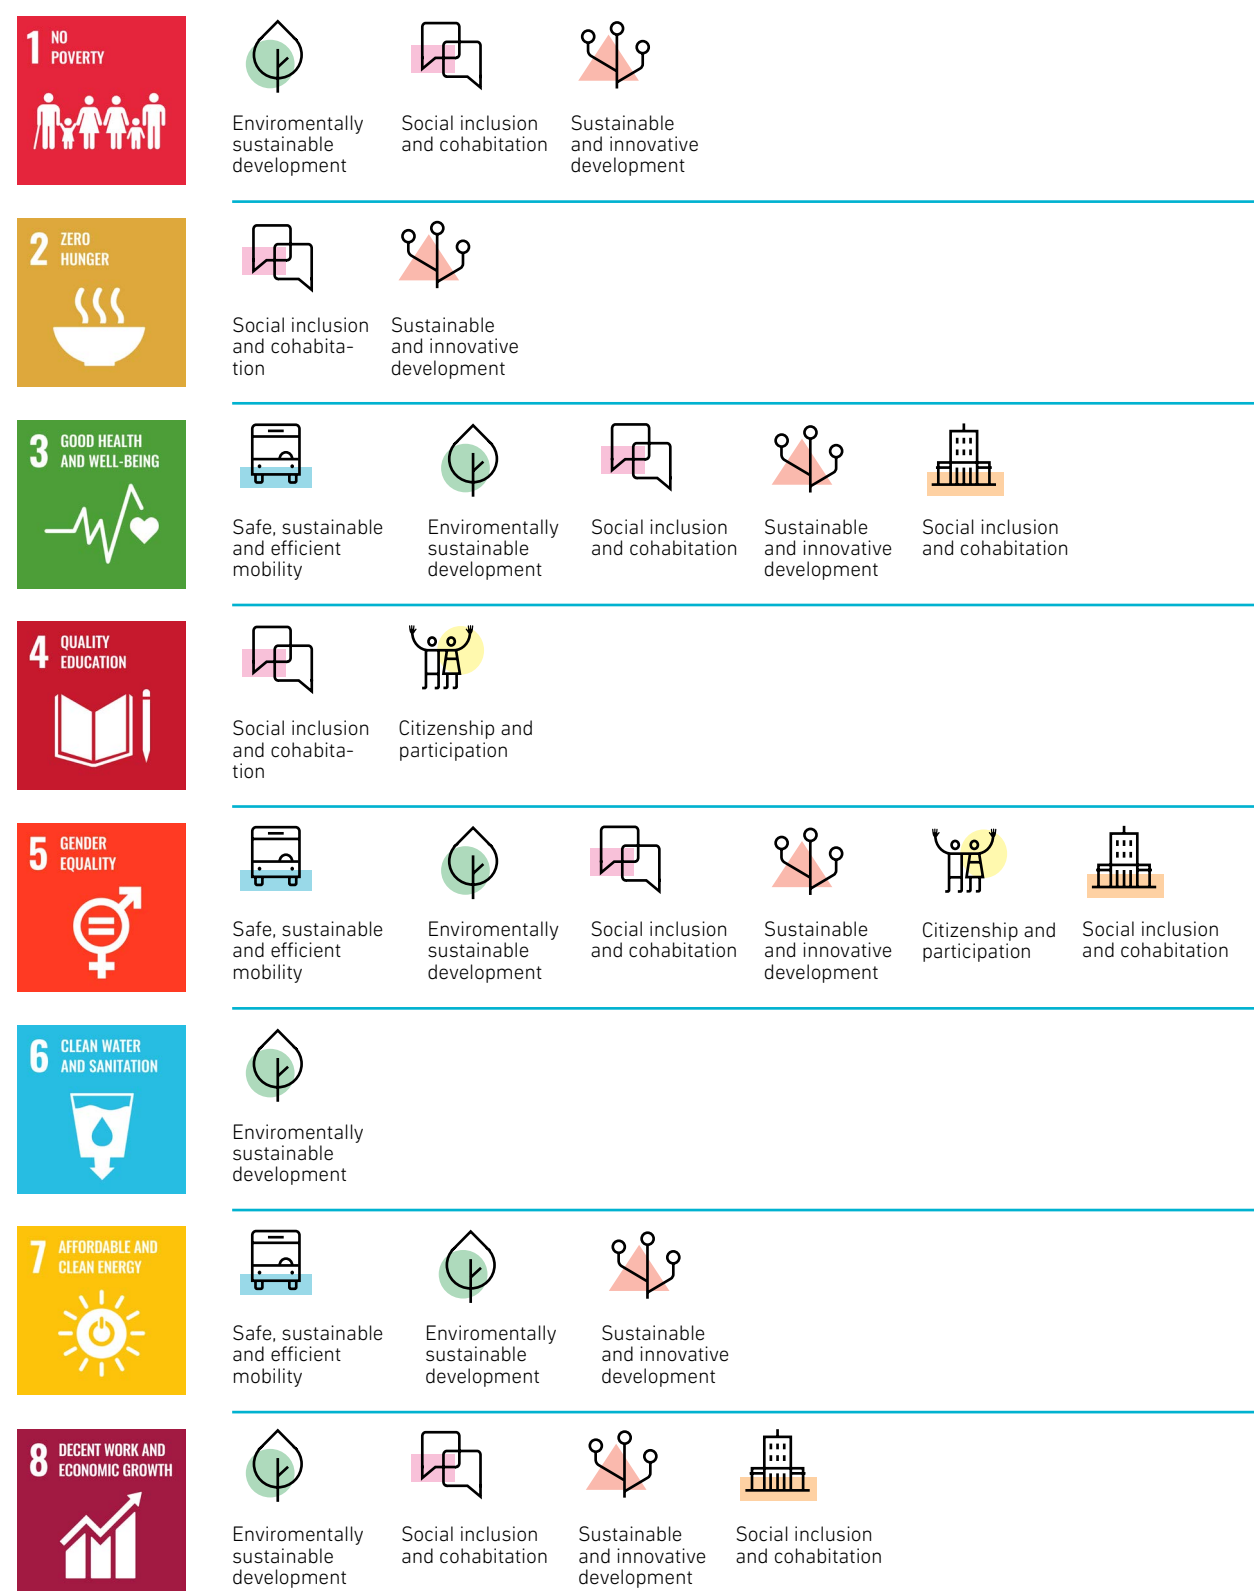 1 NO
POVERTY
Enviromentally
sustainable
development
Social inclusion
and cohabitation
Sustainable
and innovative
development
2 ZERO
HUNGER
Social inclusion
and cohabita-
tion
Sustainable
and innovative
development
3 GOOD HEALTH
AND WELL-BEING
Safe, sustainable
and efficient
mobility
Enviromentally
sustainable
development
Social inclusion
and cohabitation
Sustainable
and innovative
development
Social inclusion
and cohabitation
4 QUALITY
EDUCATION
Social inclusion
and cohabita-
tion
Citizenship and
participation
5 GENDER
EQUALITY
Safe, sustainable
and efficient
mobility
Enviromentally
sustainable
development
Social inclusion
and cohabitation
Sustainable
and innovative
development
Citizenship and
participation
Social inclusion
and cohabitation
6 CLEAN WATER
AND SANITATION
Enviromentally
sustainable
development
7 AFFORDABLE AND
CLEAN ENERGY
Safe, sustainable
and efficient
mobility
Enviromentally
sustainable
development
Sustainable
and innovative
development
8 DECENT WORK AND
ECONOMIC GROWTH
Enviromentally
sustainable
development
Social inclusion
and cohabitation
Sustainable
and innovative
development
Social inclusion
and cohabitation